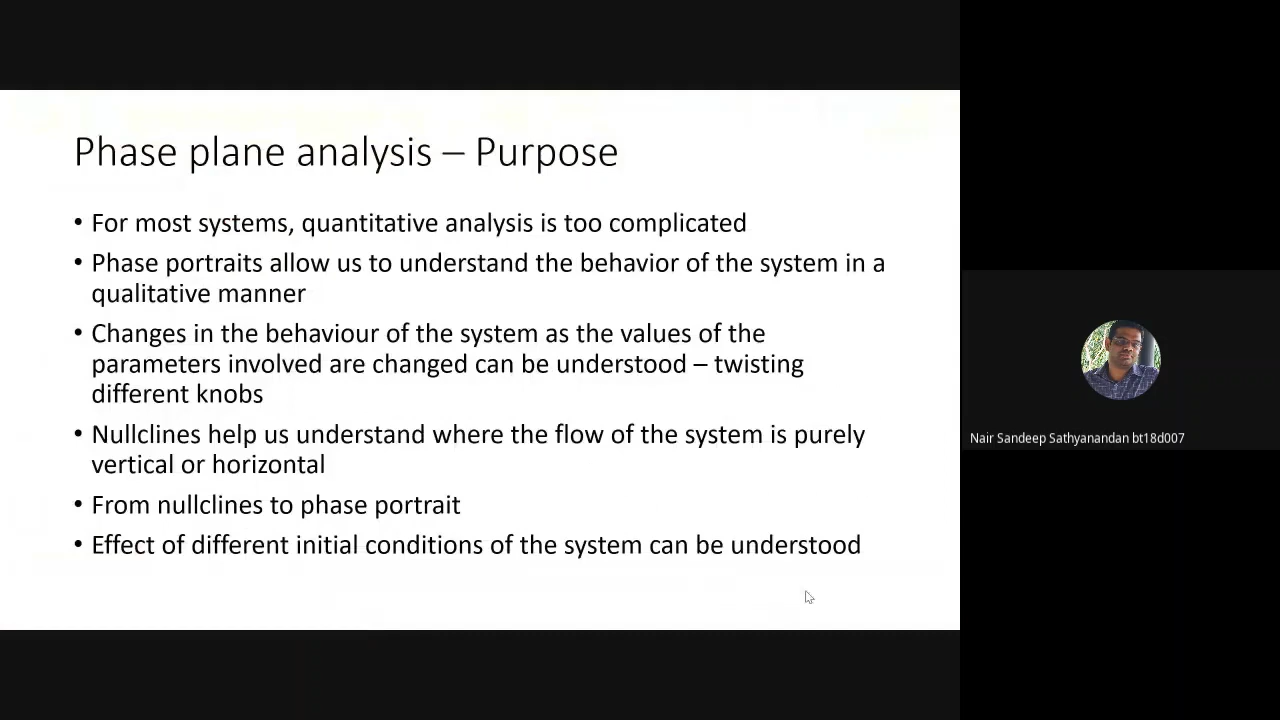 Phase plane analysis – Purpose
• For most systems, quantitative analysis is too complicated
• Phase portraits allow us to understand the behavior of the system in a
qualitative manner
• Changes in the behaviour of the system as the values of the
parameters involved are changed can be understood – twisting
different knobs
• Nullclines help us understand where the flow of the system is purely
vertical or horizontal
• From nullclines to phase portrait
• Effect of different initial conditions of the system can be understood
Nair Sandeep Sathyanandan bt18d007